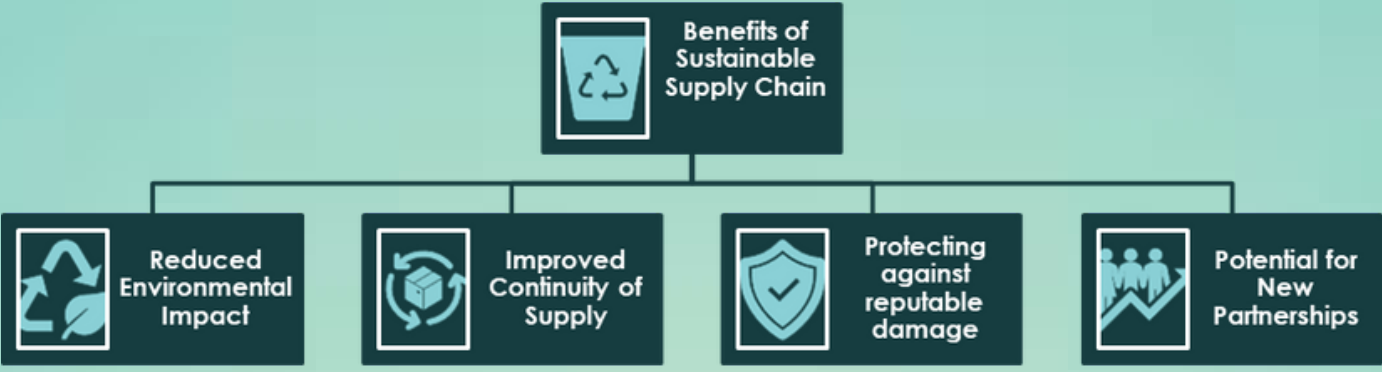 Benefits of
Sustainable
Supply Chain
Reduced
Environmental
Impact
Improved
Continuity of
Supply
Protecting
against
reputable
damage
Potential for
New
Partnerships